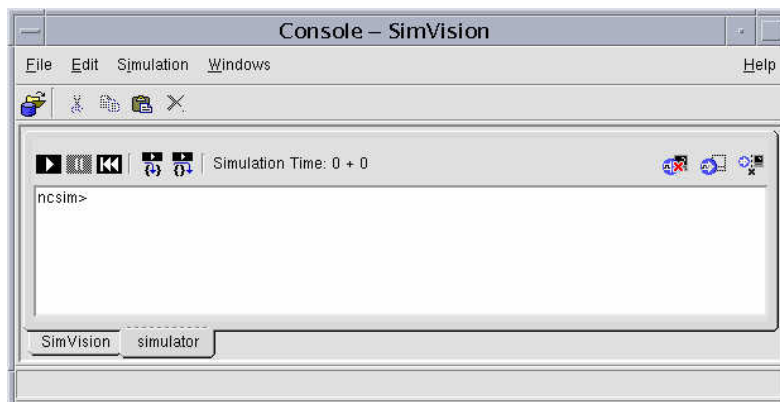 Console – SimVision
File Edit Simulation Windows Help
Simulation Time: 0 + 0
ncsim>
SimVision simulator